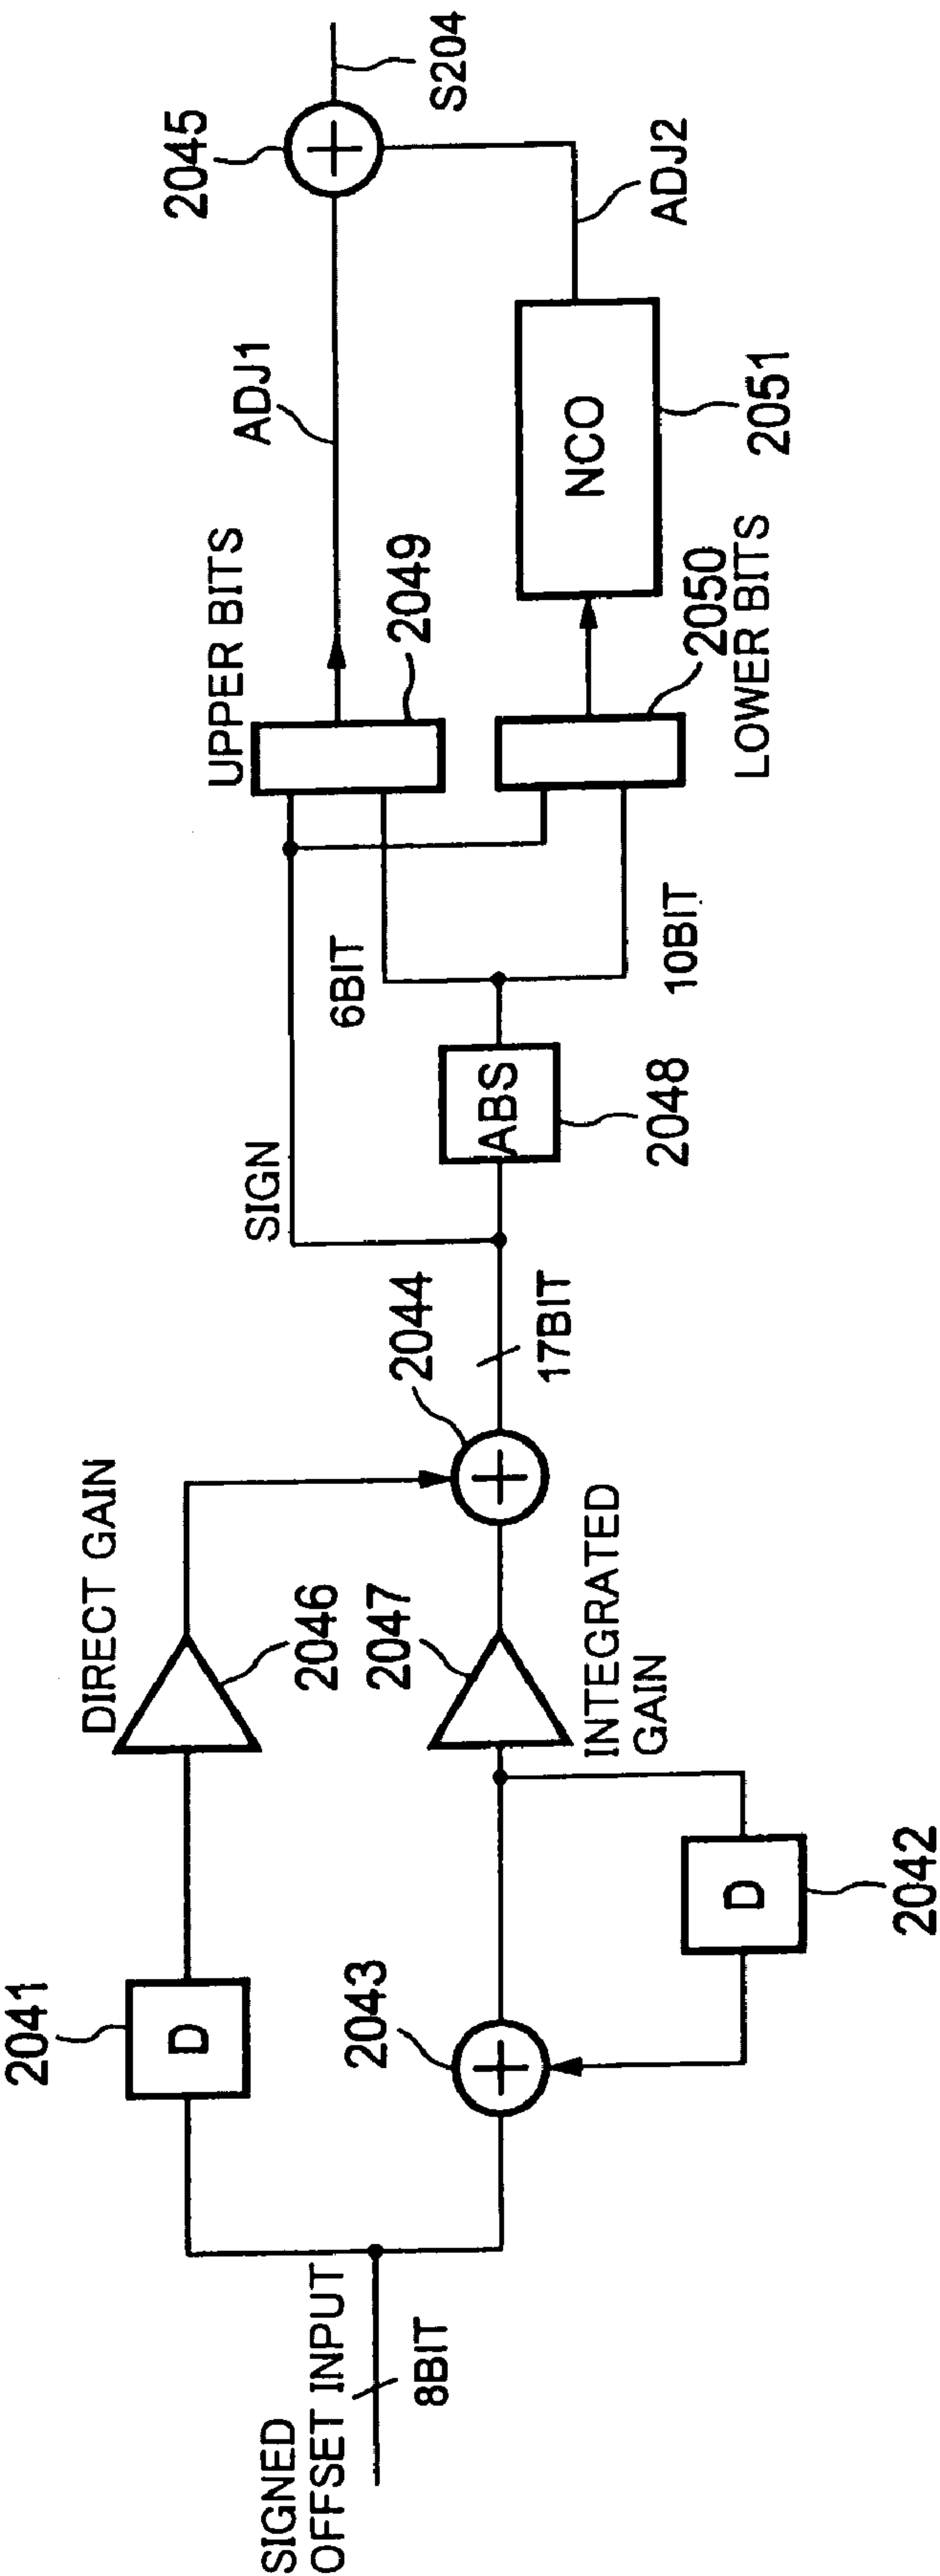 SIGNED
OFFSET INPUT
8BIT
2041
D
2043
D
2042
DIRECT GAIN
2046
2047
INTEGRATED
GAIN
2044
17BIT
SIGN
ABS
2048
6BIT
10BIT
UPPER BITS
2049
2050
LOWER BITS
ADJ1
NCO
2051
ADJ2
2045
S204